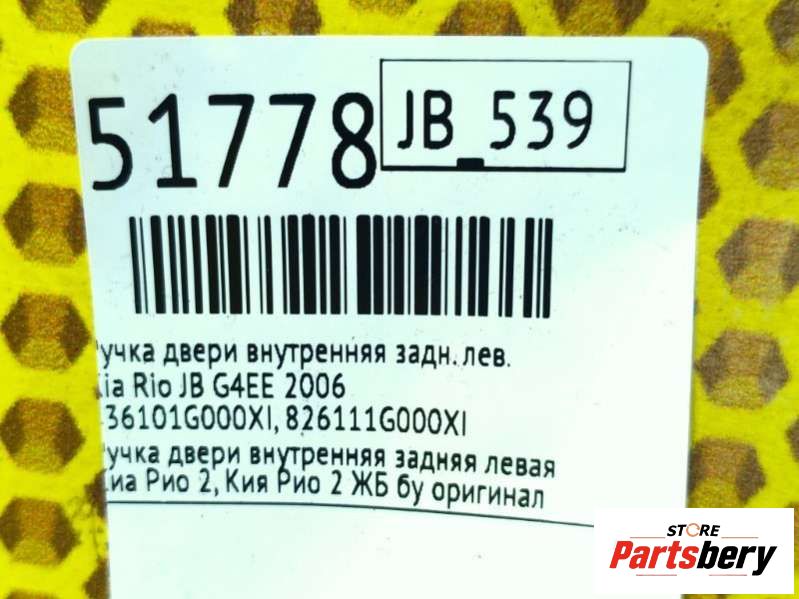 51778
JB_539
учка двери внутренняя задн. лев.
ia Rio JB G4EE 2006
36101G000XI, 826111G000XI
учка двери внутренняя задняя левая
иа Рио 2, Кия Рио 2 ЖБ бу оригинал
STORE
Partsbery